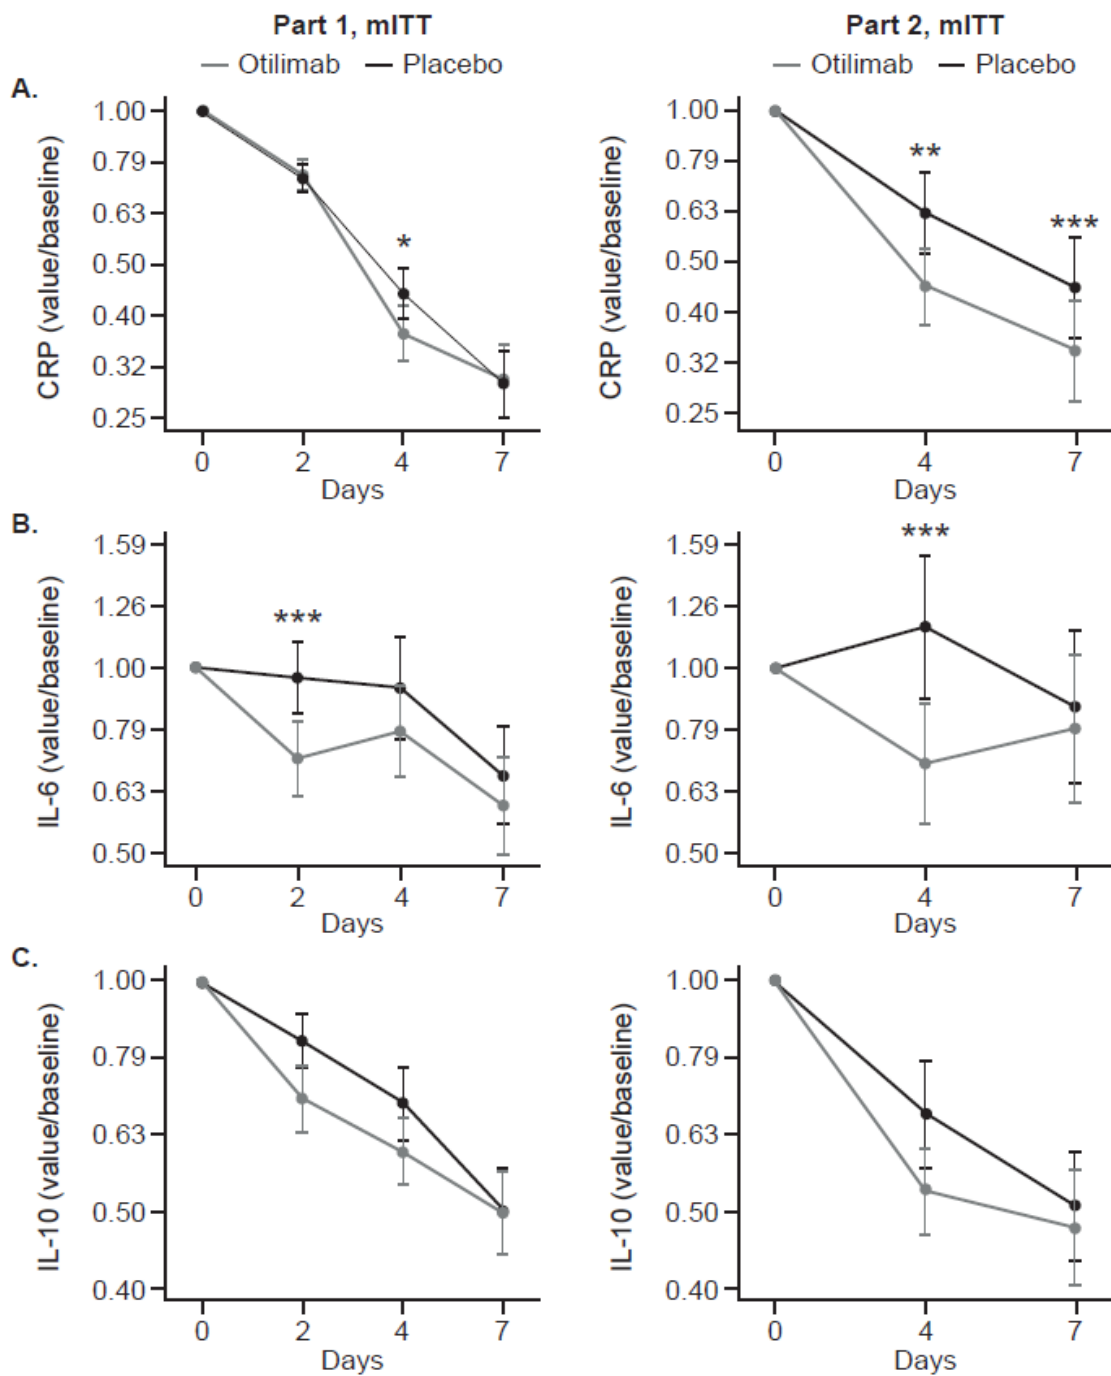 Part 1, mITT
Otilimab Placebo
Part 2, mITT
Otilimab Placebo
A.
CRP (value/baseline)
1.00
0.79
0.63
0.50
0.40
0.32
0.25
*
0 2 4 7
Days
CRP (value/baseline)
1.00
0.79
0.63
0.50
0.40
0.32
0.25
**
***
0 4 7
Days
B.
IL-6 (value/baseline)
1.59
1.26
1.00
0.79
0.63
0.50
***
0 2 4 7
Days
IL-6 (value/baseline)
1.59
1.26
1.00
0.79
0.63
0.50
***
0 4 7
Days
C.
IL-10 (value/baseline)
1.00
0.79
0.63
0.50
0.40
0 2 4 7
Days
IL-10 (value/baseline)
1.00
0.79
0.63
0.50
0.40
0 4 7
Days